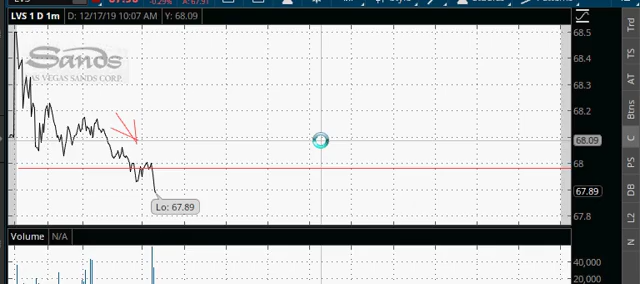 LVS 1 D 1m
D: 12/17/19 10:07 AM
Y: 68.09
Sands
LAS VEGAS SANDS CORP.
68.5
68.4
68.3
68.2
68.09
68
67.89
67.8
Lo: 67.89
Volume
N/A
40,000
20,000
Trd
TS
AT
Btns
C
PS
DB
L2
N